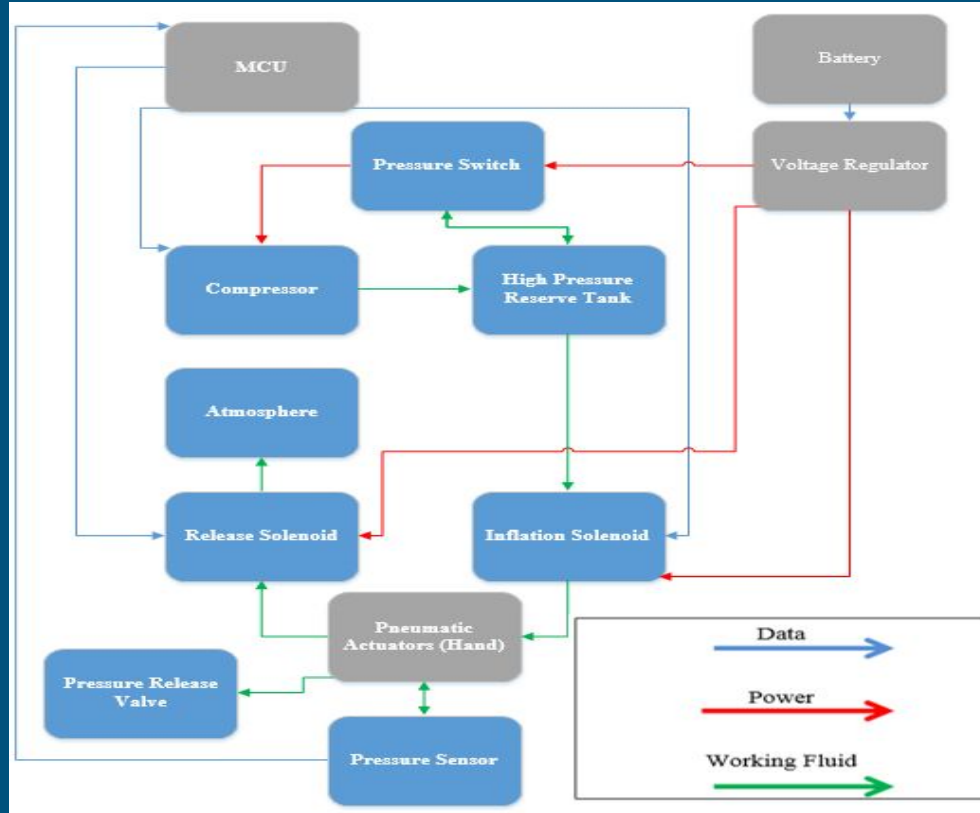 MCU
Battery
Pressure Switch
Voltage Regulator
Compressor
High Pressure
Reserve Tank
Atmosphere
Release Solenoid
Inflation Solenoid
Pneumatic
Actuators (Hand)
Pressure Release
Valve
Pressure Sensor
Data
Power
Working Fluid